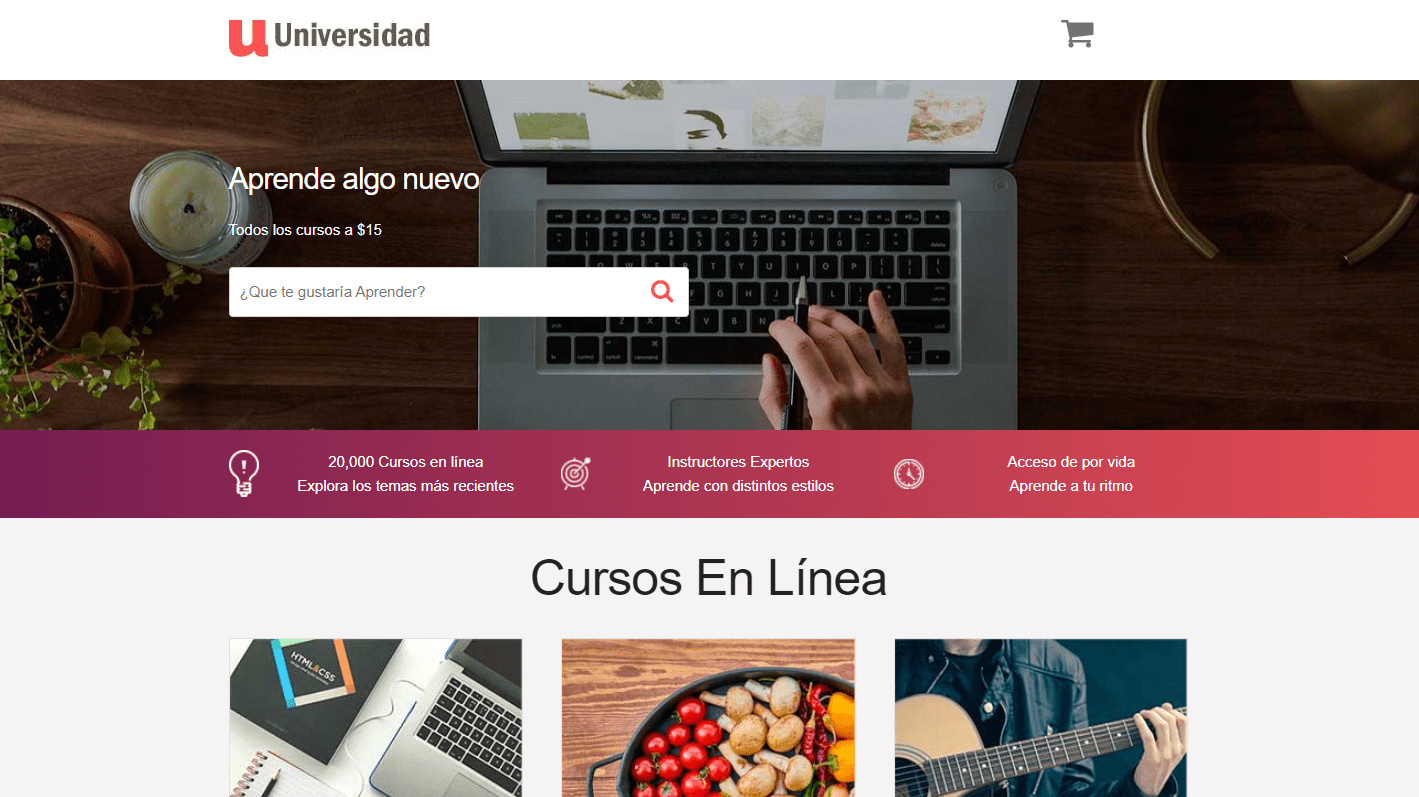 u Universidad
Aprende algo nuevo
Todos los cursos a $15
¿Que te gustaría Aprender?
20,000 Cursos en línea
Explora los temas más recientes
Instructores Expertos
Aprende con distintos estilos
Acceso de por vida
Aprende a tu ritmo
Cursos En Línea
HTML&CSS